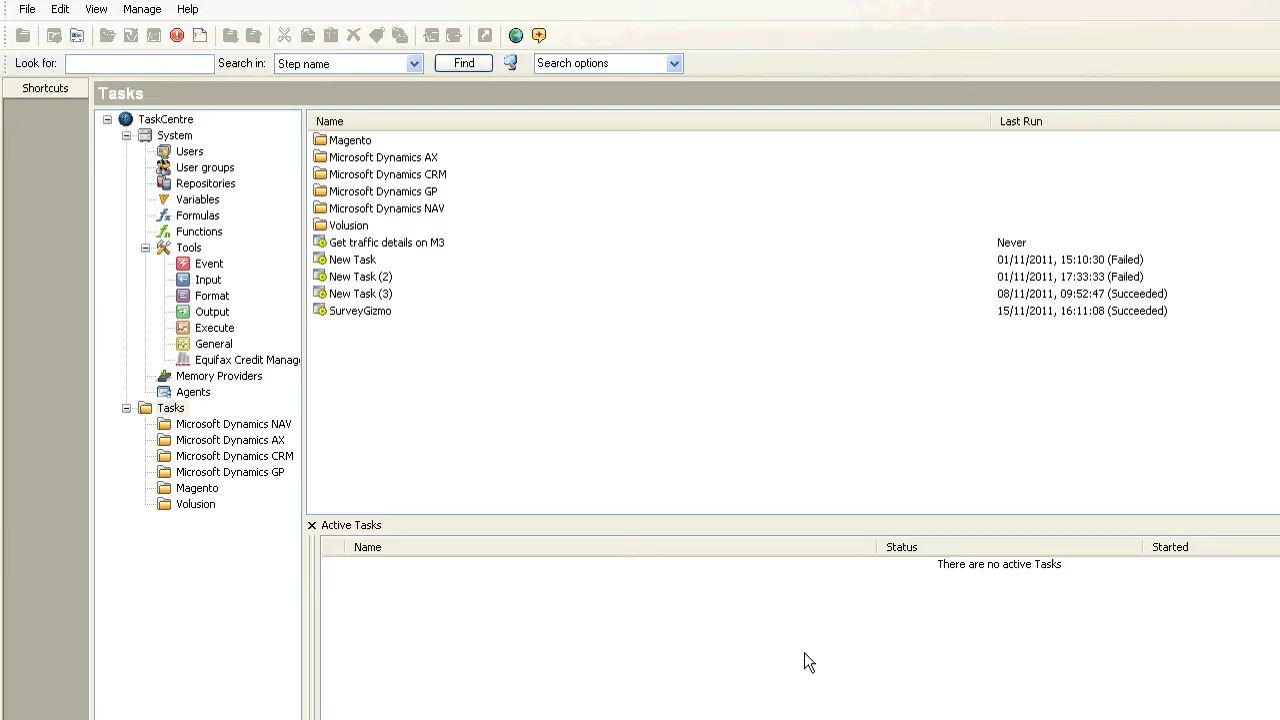 File Edit View Manage Help
Look for: Search in: Step name Find Search options
Shortcuts
Tasks
TaskCentre
System
Users
User groups
Repositories
Variables
Formulas
Functions
Tools
Event
Input
Format
Output
Execute
General
Equifax Credit Manag
Memory Providers
Agents
Tasks
Microsoft Dynamics NAV
Microsoft Dynamics AX
Microsoft Dynamics CRM
Microsoft Dynamics GP
Magento
Volusion
Name Last Run
Magento
Microsoft Dynamics AX
Microsoft Dynamics CRM
Microsoft Dynamics GP
Microsoft Dynamics NAV
Volusion
Get traffic details on M3 Never
New Task 01/11/2011, 15:10:30 (Failed)
New Task (2) 01/11/2011, 17:33:33 (Failed)
New Task (3) 08/11/2011, 09:52:47 (Succeeded)
SurveyGizmo 15/11/2011, 16:11:08 (Succeeded)
Active Tasks
Name Status Started
There are no active Tasks